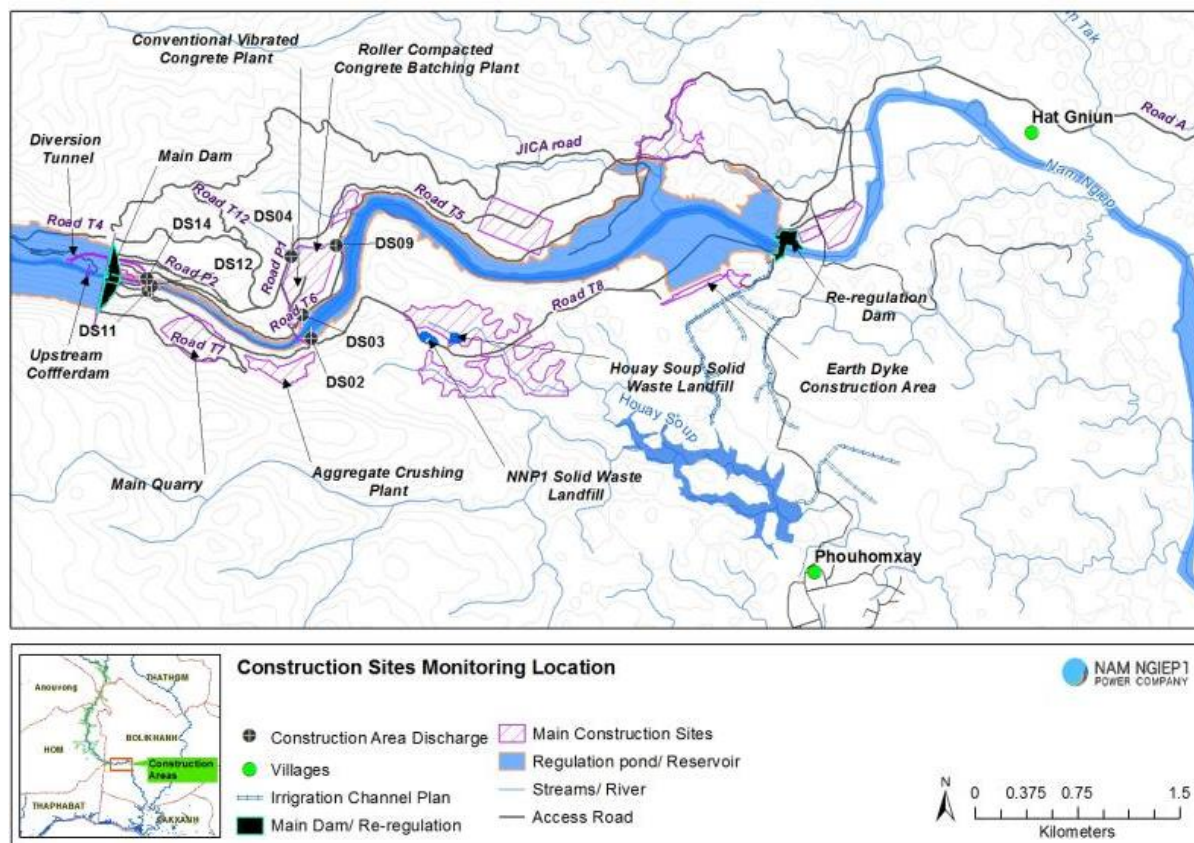 Conventional Vibrated
Congrete Plant
Roller Compacted
Congrete Batching Plant
Diversion
Tunnel
Main Dam
JICA road
Hat Gniun
Road A
Nam Ngiep
Road T4
DS14
Road T12
DS04
Road T5
DS09
DS12
Road P1
Road P2
Road T6
Road T8
DS11
Road T7
DS03
DS02
Re-regulation
Dam
Upstream
Coffferdam
Houay Soup Solid
Waste Landfill
Earth Dyke
Construction Area
Houay Soup
Main Quarry
Aggregate Crushing
Plant
NNP1 Solid Waste
Landfill
Phouhomxay
Construction Sites Monitoring Location
NAM NGIEP1
POWER COMPANY
Anouvong
THATHOM
HOM
BOLIKHANH
Construction
Areas
THAPHABAT
Construction Area Discharge
Villages
Irrigration Channel Plan
Main Dam/ Re-regulation
Main Construction Sites
Regulation pond/ Reservoir
Streams/ River
Access Road
N
0 0.375 0.75 1.5
Kilometers